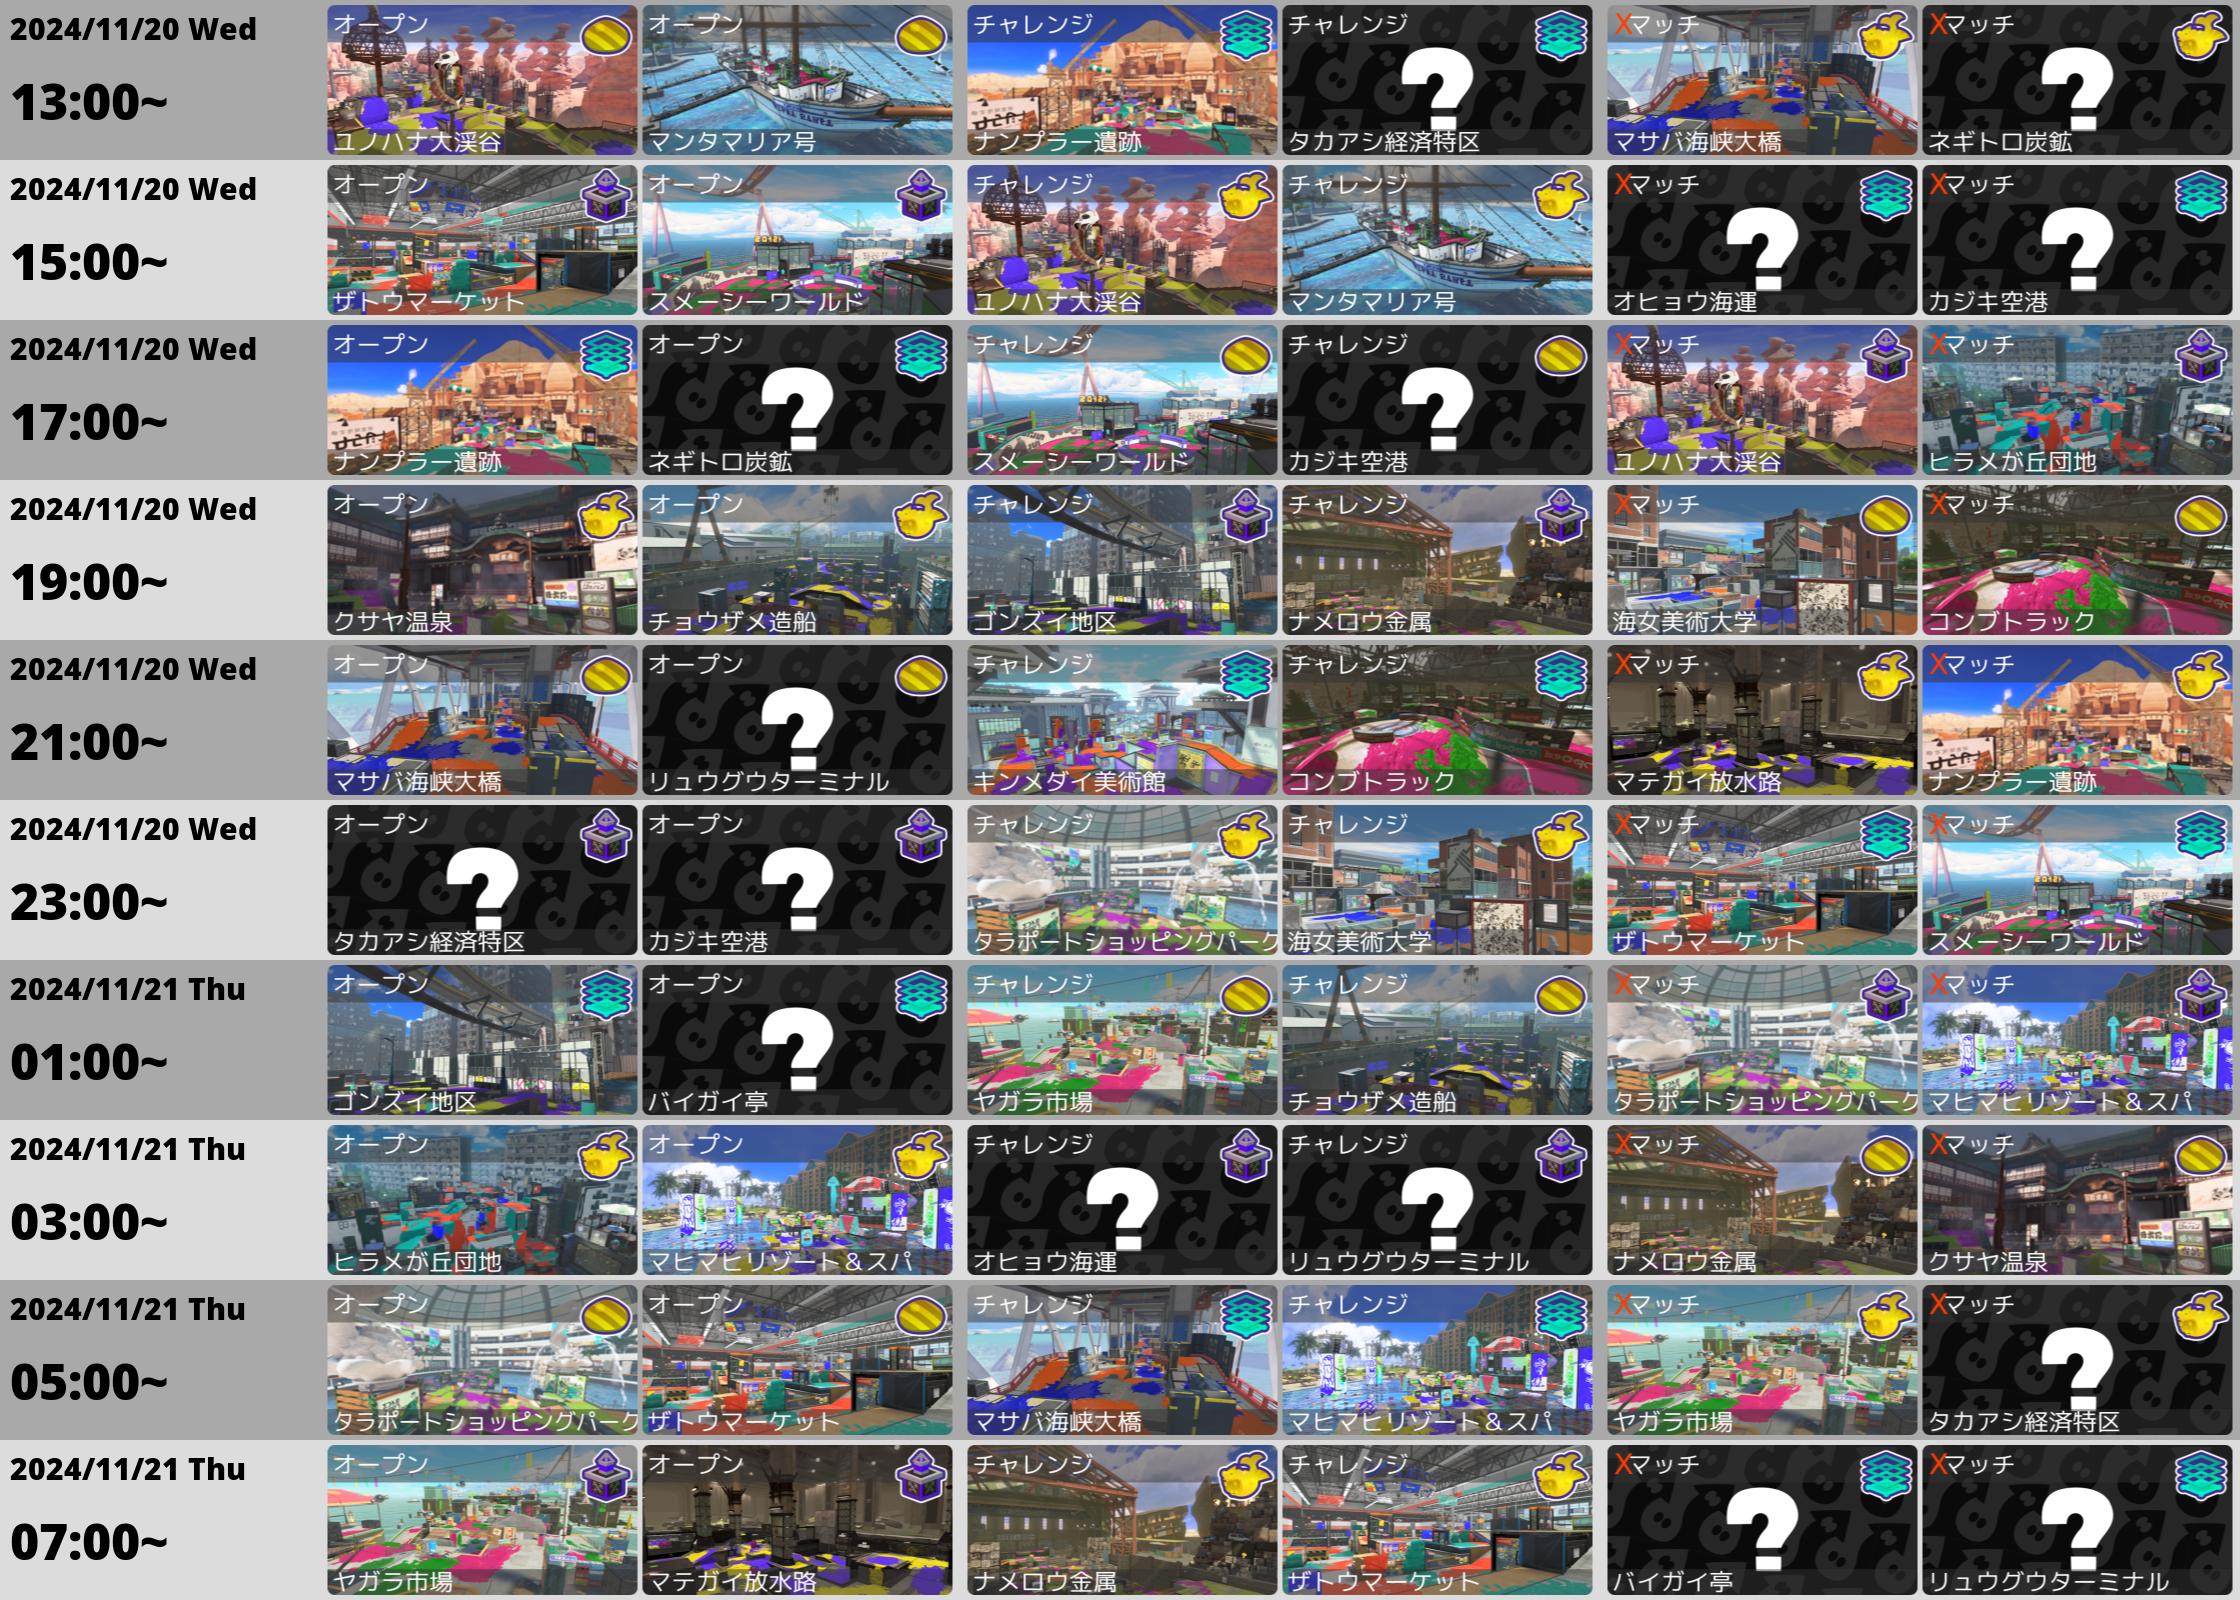 2024/11/20 Wed
13:00~
オープン
ユノハナ大渓谷
オープン
マンタマリア号
チャレンジ
ナンプラー遺跡
チャレンジ
?
タカアシ経済特区
Xマッチ
マサバ海峡大橋
Xマッチ
?
ネギトロ炭鉱
2024/11/20 Wed
15:00~
オープン
ザトウマーケット
オープン
スメーシーワールド
チャレンジ
ユノハナ大渓谷
チャレンジ
マンタマリア号
Xマッチ
?
オヒョウ海運
Xマッチ
?
カジキ空港
2024/11/20 Wed
17:00~
オープン
ナンプラー遺跡
オープン
?
ネギトロ炭鉱
チャレンジ
スメーシーワールド
チャレンジ
?
カジキ空港
Xマッチ
ユノハナ大渓谷
Xマッチ
ヒラメが丘団地
2024/11/20 Wed
19:00~
オープン
クサヤ温泉
オープン
チョウザメ造船
チャレンジ
ゴンズイ地区
チャレンジ
ナメロウ金属
Xマッチ
海女美術大学
Xマッチ
コンブトラック
2024/11/20 Wed
21:00~
オープン
マサバ海峡大橋
オープン
?
リュウグウターミナル
チャレンジ
キンメダイ美術館
チャレンジ
コンブトラック
Xマッチ
マテガイ放水路
Xマッチ
ナンプラー遺跡
2024/11/20 Wed
23:00~
オープン
?
タカアシ経済特区
オープン
?
カジキ空港
チャレンジ
タラポートショッピングパーク
チャレンジ
海女美術大学
Xマッチ
ザトウマーケット
Xマッチ
スメーシーワールド
2024/11/21 Thu
01:00~
オープン
ゴンズイ地区
オープン
?
バイガイ亭
チャレンジ
ヤガラ市場
チャレンジ
チョウザメ造船
Xマッチ
タラポートショッピングパーク
Xマッチ
マヒマヒリゾート&スパ
2024/11/21 Thu
03:00~
オープン
ヒラメが丘団地
オープン
マヒマヒリゾート&スパ
チャレンジ
?
オヒョウ海運
チャレンジ
?
リュウグウターミナル
Xマッチ
ナメロウ金属
Xマッチ
クサヤ温泉
2024/11/21 Thu
05:00~
オープン
タラポートショッピングパーク
オープン
ザトウマーケット
チャレンジ
マサバ海峡大橋
チャレンジ
マヒマヒリゾート&スパ
Xマッチ
ヤガラ市場
Xマッチ
?
タカアシ経済特区
2024/11/21 Thu
07:00~
オープン
ヤガラ市場
オープン
マテガイ放水路
チャレンジ
ナメロウ金属
チャレンジ
ザトウマーケット
Xマッチ
?
バイガイ亭
Xマッチ
?
リュウグウターミナル